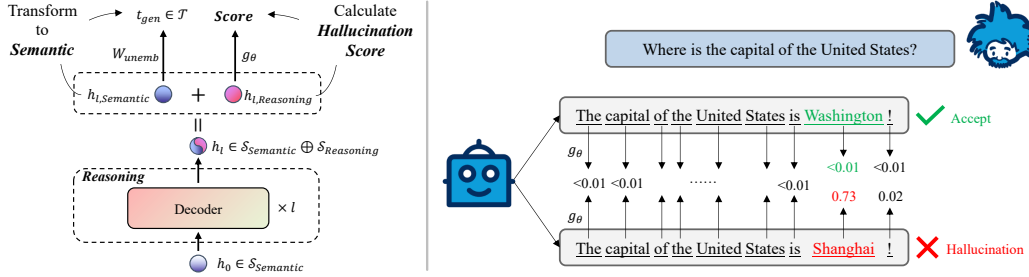 Transform
to
Semantic
t_gen ∈ 𝒯
Score
Calculate
Hallucination
Score
W_unemb
g_θ
h_l,Semantic
+
h_l,Reasoning
=
h_l ∈ 𝒮_Semantic ⊕ 𝒮_Reasoning
Reasoning
Decoder
× l
h_0 ∈ 𝒮_Semantic
Where is the capital of the United States?
The capital of the United States is Washington !
Accept
g_θ
<0.01 <0.01 ...... <0.01 <0.01 <0.01
0.73 0.02
g_θ
The capital of the United States is Shanghai !
Hallucination